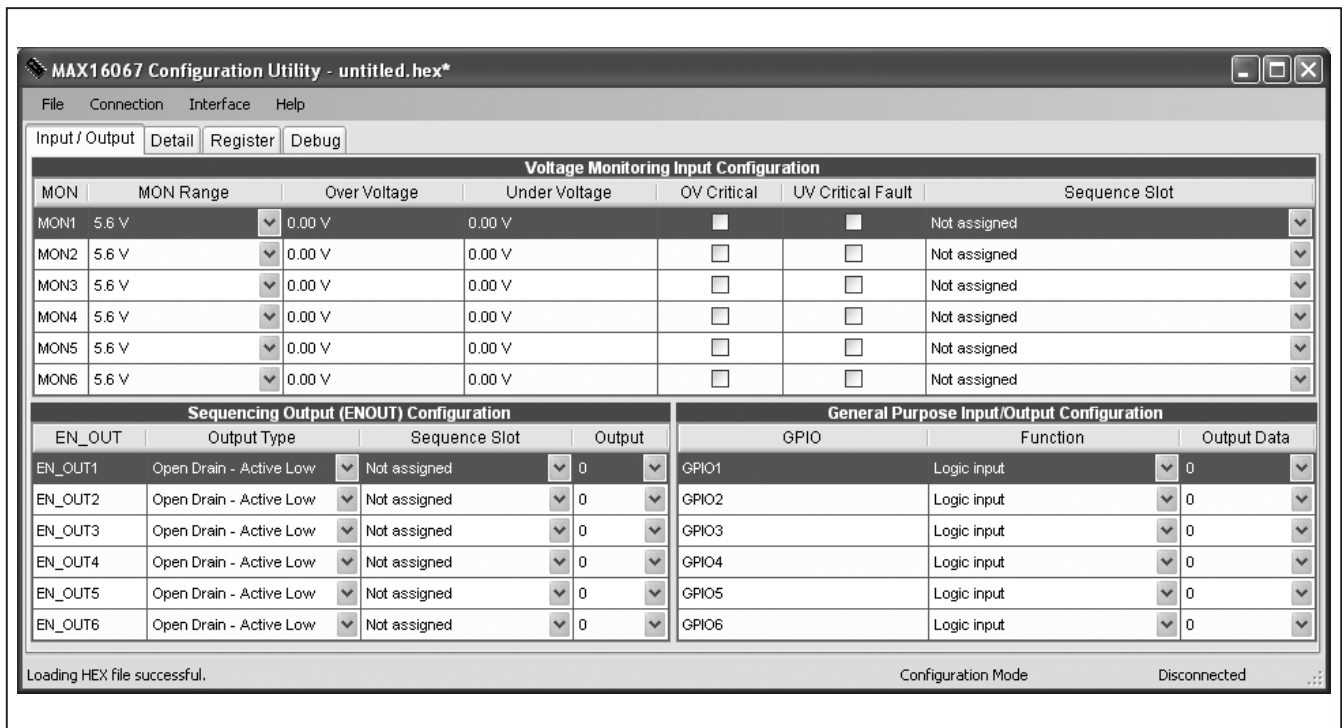 MAX16067 Configuration Utility - untitled.hex*
File Connection Interface Help
Input / Output Detail Register Debug
Voltage Monitoring Input Configuration
MON MON Range Over Voltage Under Voltage OV Critical UV Critical Fault Sequence Slot
MON1 5.6 V 0.00 V 0.00 V Not assigned
MON2 5.6 V 0.00 V 0.00 V Not assigned
MON3 5.6 V 0.00 V 0.00 V Not assigned
MON4 5.6 V 0.00 V 0.00 V Not assigned
MON5 5.6 V 0.00 V 0.00 V Not assigned
MON6 5.6 V 0.00 V 0.00 V Not assigned
Sequencing Output (ENOUT) Configuration General Purpose Input/Output Configuration
EN_OUT Output Type Sequence Slot Output GPIO Function Output Data
EN_OUT1 Open Drain - Active Low Not assigned 0 GPIO1 Logic input 0
EN_OUT2 Open Drain - Active Low Not assigned 0 GPIO2 Logic input 0
EN_OUT3 Open Drain - Active Low Not assigned 0 GPIO3 Logic input 0
EN_OUT4 Open Drain - Active Low Not assigned 0 GPIO4 Logic input 0
EN_OUT5 Open Drain - Active Low Not assigned 0 GPIO5 Logic input 0
EN_OUT6 Open Drain - Active Low Not assigned 0 GPIO6 Logic input 0
Loading HEX file successful. Configuration Mode Disconnected